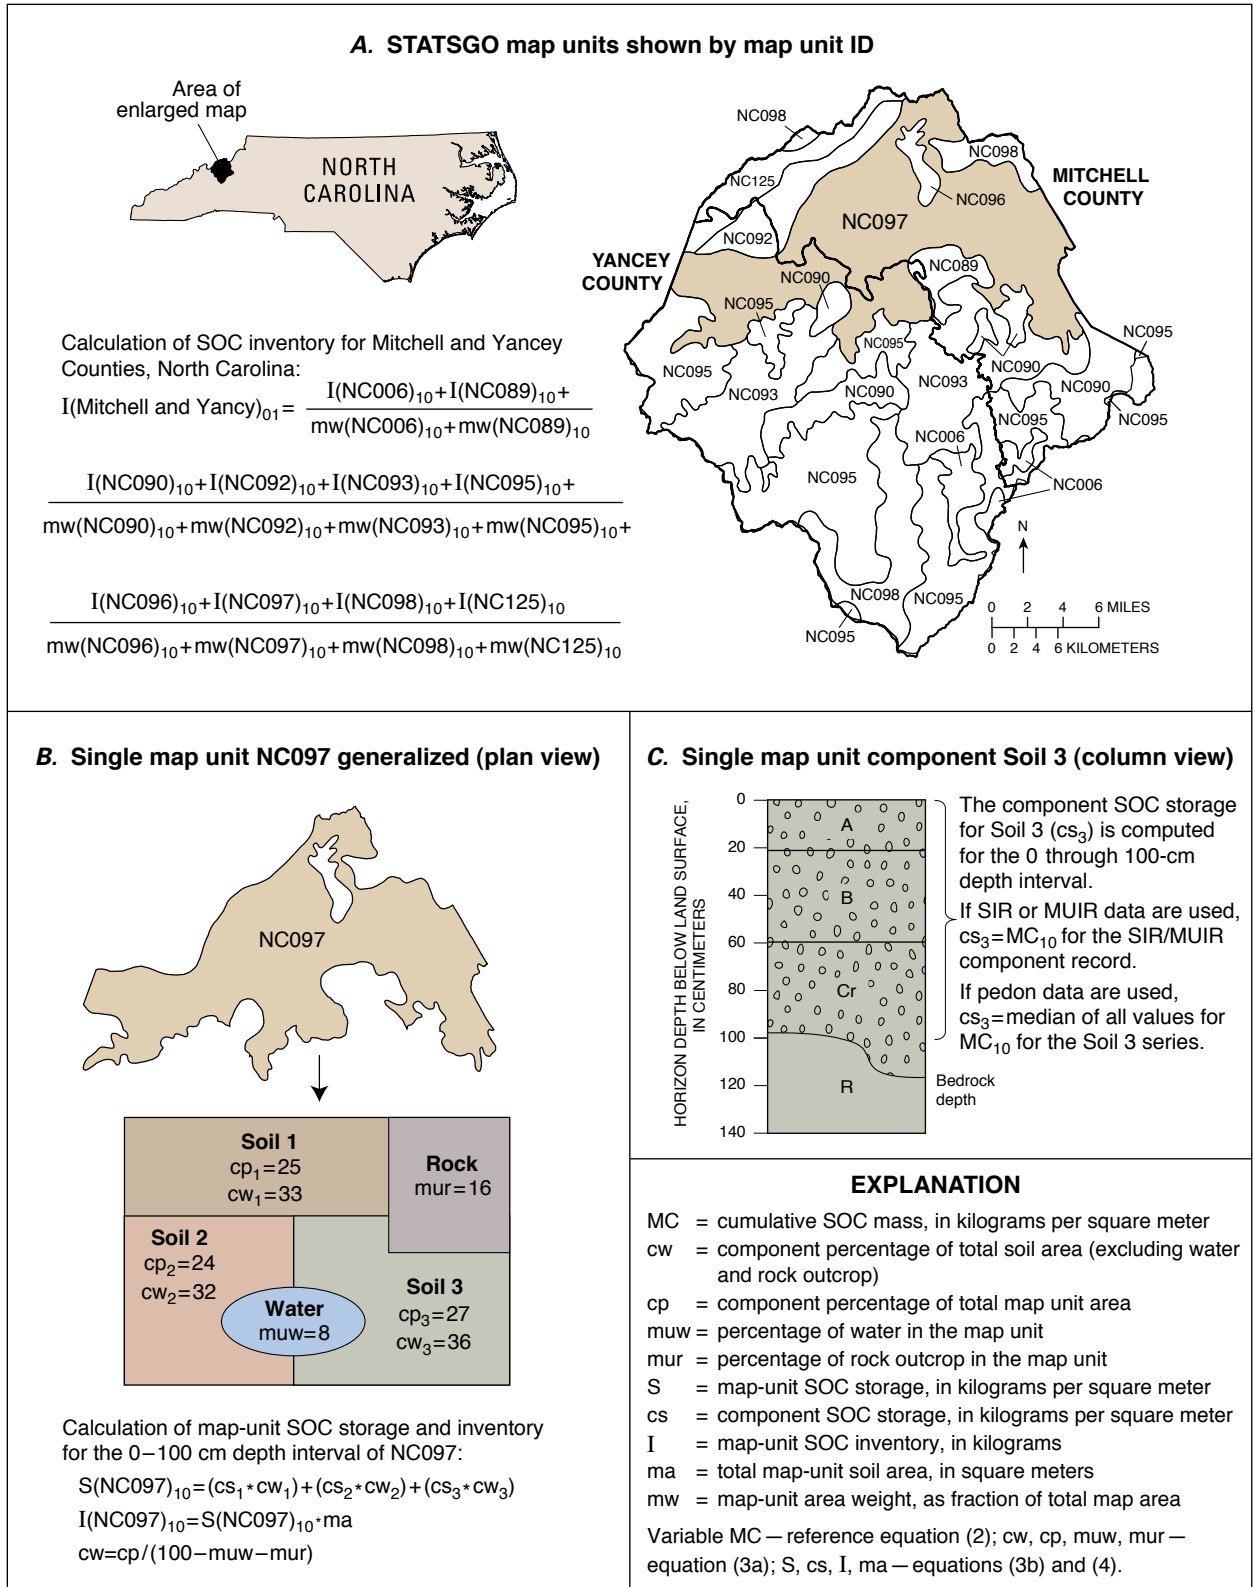 A. STATSGO map units shown by map unit ID
Area of
enlarged map
NORTH
CAROLINA
NC098
NC098
MITCHELL
COUNTY
NC125
NC096
NC097
NC092
YANCEY
COUNTY
NC089
NC090
NC095
NC095
NC095
NC090
NC095
NC093
NC090
NC093
NC090
NC095
NC095
NC006
NC095
NC006
NC098
NC095
NC095
N
0 2 4 6 MILES
0 2 4 6 KILOMETERS
Calculation of SOC inventory for Mitchell and Yancey
Counties, North Carolina:
I(Mitchell and Yancy)01= I(NC006)10+I(NC089)10+
mw(NC006)10+mw(NC089)10
I(NC090)10+I(NC092)10+I(NC093)10+I(NC095)10+
mw(NC090)10+mw(NC092)10+mw(NC093)10+mw(NC095)10+
I(NC096)10+I(NC097)10+I(NC098)10+I(NC125)10
mw(NC096)10+mw(NC097)10+mw(NC098)10+mw(NC125)10
B. Single map unit NC097 generalized (plan view)
NC097
Soil 1
cp1=25
cw1=33
Rock
mur=16
Soil 2
cp2=24
cw2=32
Water
muw=8
Soil 3
cp3=27
cw3=36
Calculation of map-unit SOC storage and inventory
for the 0–100 cm depth interval of NC097:
S(NC097)10=(cs1*cw1)+(cs2*cw2)+(cs3*cw3)
I(NC097)10=S(NC097)10*ma
cw=cp/(100–muw–mur)
C. Single map unit component Soil 3 (column view)
HORIZON DEPTH BELOW LAND SURFACE,
IN CENTIMETERS
0
20
40
60
80
100
120
140
A
B
Cr
R
Bedrock
depth
The component SOC storage
for Soil 3 (cs3) is computed
for the 0 through 100-cm
depth interval.
If SIR or MUIR data are used,
cs3=MC10 for the SIR/MUIR
component record.
If pedon data are used,
cs3=median of all values for
MC10 for the Soil 3 series.
EXPLANATION
MC = cumulative SOC mass, in kilograms per square meter
cw = component percentage of total soil area (excluding water
and rock outcrop)
cp = component percentage of total map unit area
muw = percentage of water in the map unit
mur = percentage of rock outcrop in the map unit
S = map-unit SOC storage, in kilograms per square meter
cs = component SOC storage, in kilograms per square meter
I = map-unit SOC inventory, in kilograms
ma = total map-unit soil area, in square meters
mw = map-unit area weight, as fraction of total map area
Variable MC — reference equation (2); cw, cp, muw, mur —
equation (3a); S, cs, I, ma — equations (3b) and (4).